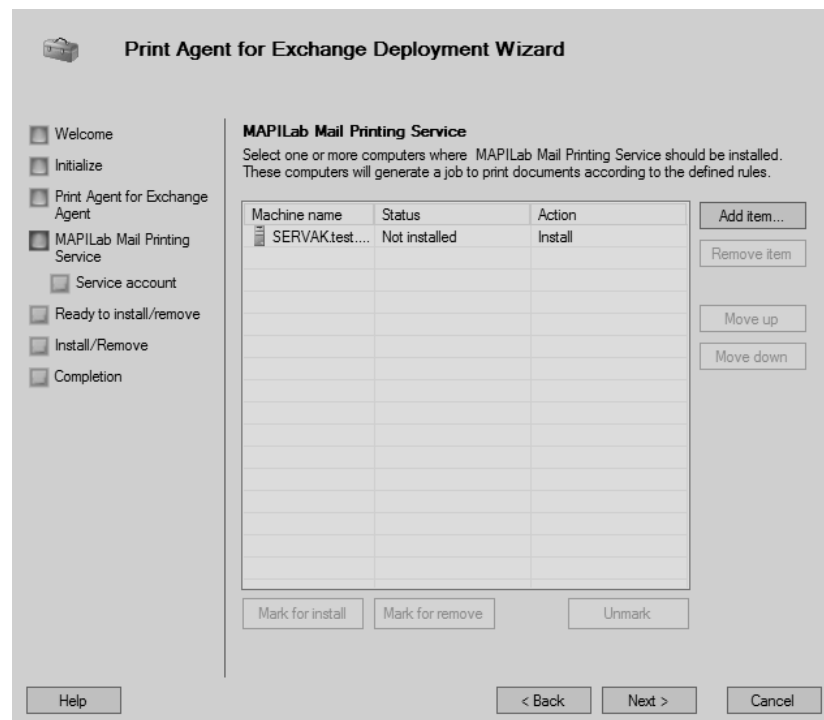 Print Agent for Exchange Deployment Wizard
Welcome
Initialize
Print Agent for Exchange
Agent
MAPILab Mail Printing
Service
Service account
Ready to install/remove
Install/Remove
Completion
MAPILab Mail Printing Service
Select one or more computers where MAPILab Mail Printing Service should be installed.
These computers will generate a job to print documents according to the defined rules.
Machine name Status Action
SERVAK.test.... Not installed Install
Add item...
Remove item
Move up
Move down
Mark for install Mark for remove Unmark
Help < Back Next > Cancel